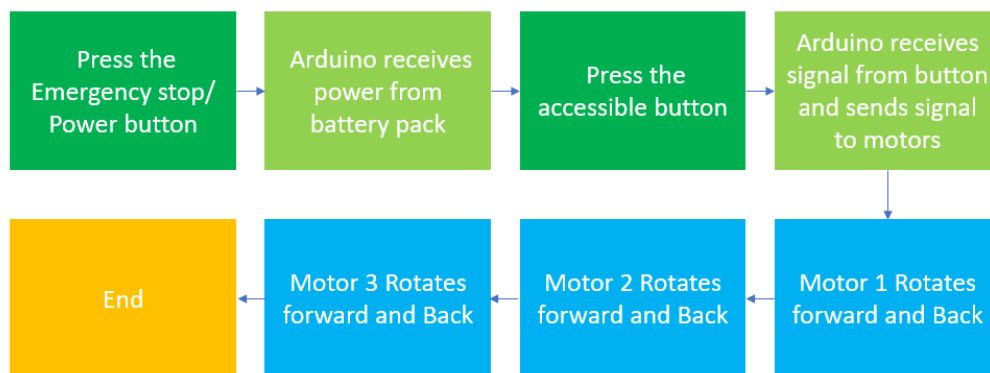 Press the
Emergency stop/
Power button
Arduino receives
power from
battery pack
Press the
accessible button
Arduino receives
signal from button
and sends signal
to motors
Motor 1 Rotates
forward and Back
Motor 2 Rotates
forward and Back
Motor 3 Rotates
forward and Back
End